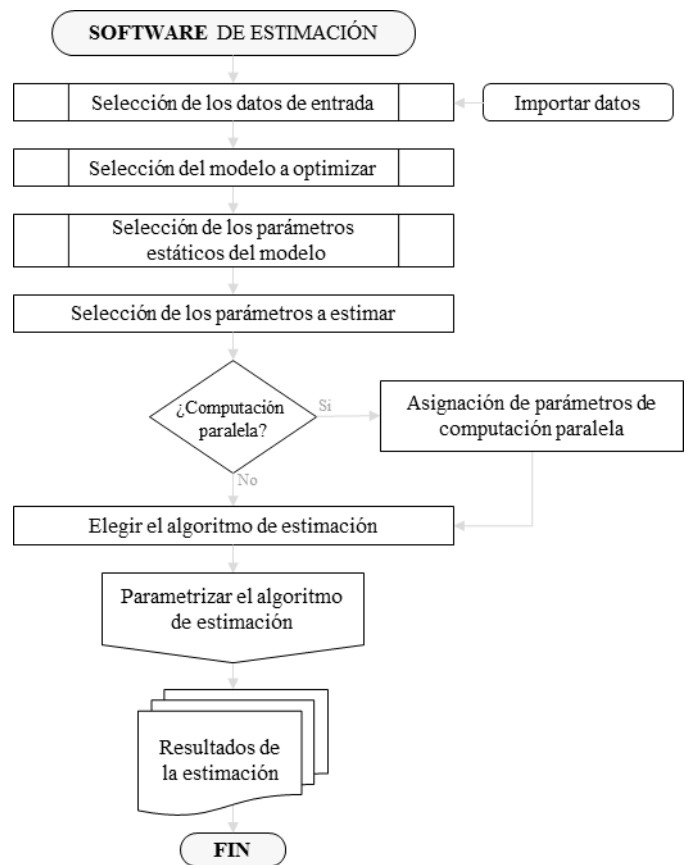 SOFTWARE DE ESTIMACIÓN
Selección de los datos de entrada
Importar datos
Selección del modelo a optimizar
Selección de los parámetros
estáticos del modelo
Selección de los parámetros a estimar
¿Computación
paralela?
Si
Asignación de parámetros de
computación paralela
No
Elegir el algoritmo de estimación
Parametrizar el algoritmo
de estimación
Resultados de
la estimación
FIN